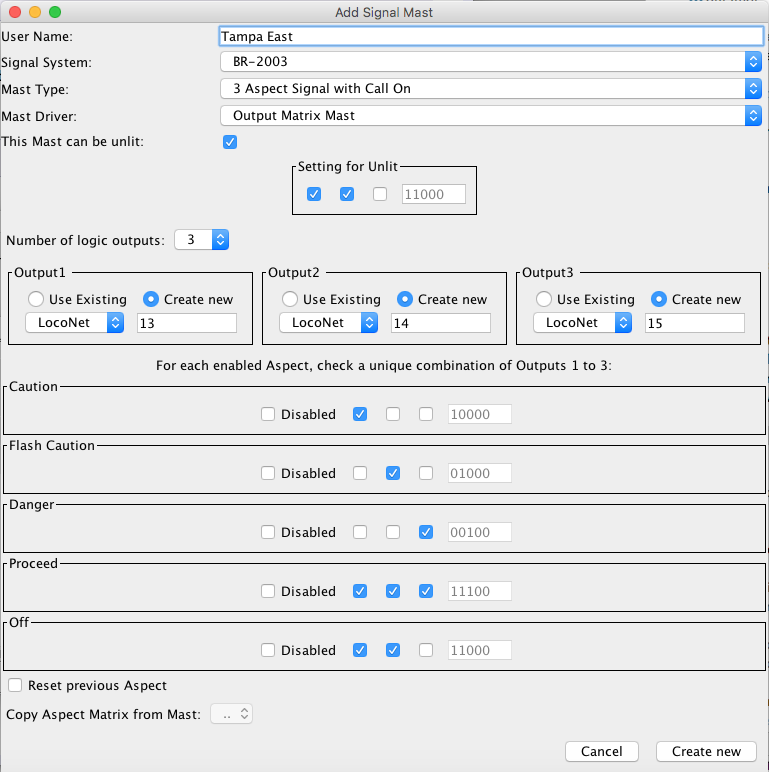 Add Signal Mast
User Name: Tampa East
Signal System: BR-2003
Mast Type: 3 Aspect Signal with Call On
Mast Driver: Output Matrix Mast
This Mast can be unlit:
Setting for Unlit
11000
Number of logic outputs: 3
Output1 Output2 Output3
Use Existing Create new Use Existing Create new Use Existing Create new
LocoNet 13 LocoNet 14 LocoNet 15
For each enabled Aspect, check a unique combination of Outputs 1 to 3:
Caution
Disabled 10000
Flash Caution
Disabled 01000
Danger
Disabled 00100
Proceed
Disabled 11100
Off
Disabled 11000
Reset previous Aspect
Copy Aspect Matrix from Mast: ..
Cancel Create new